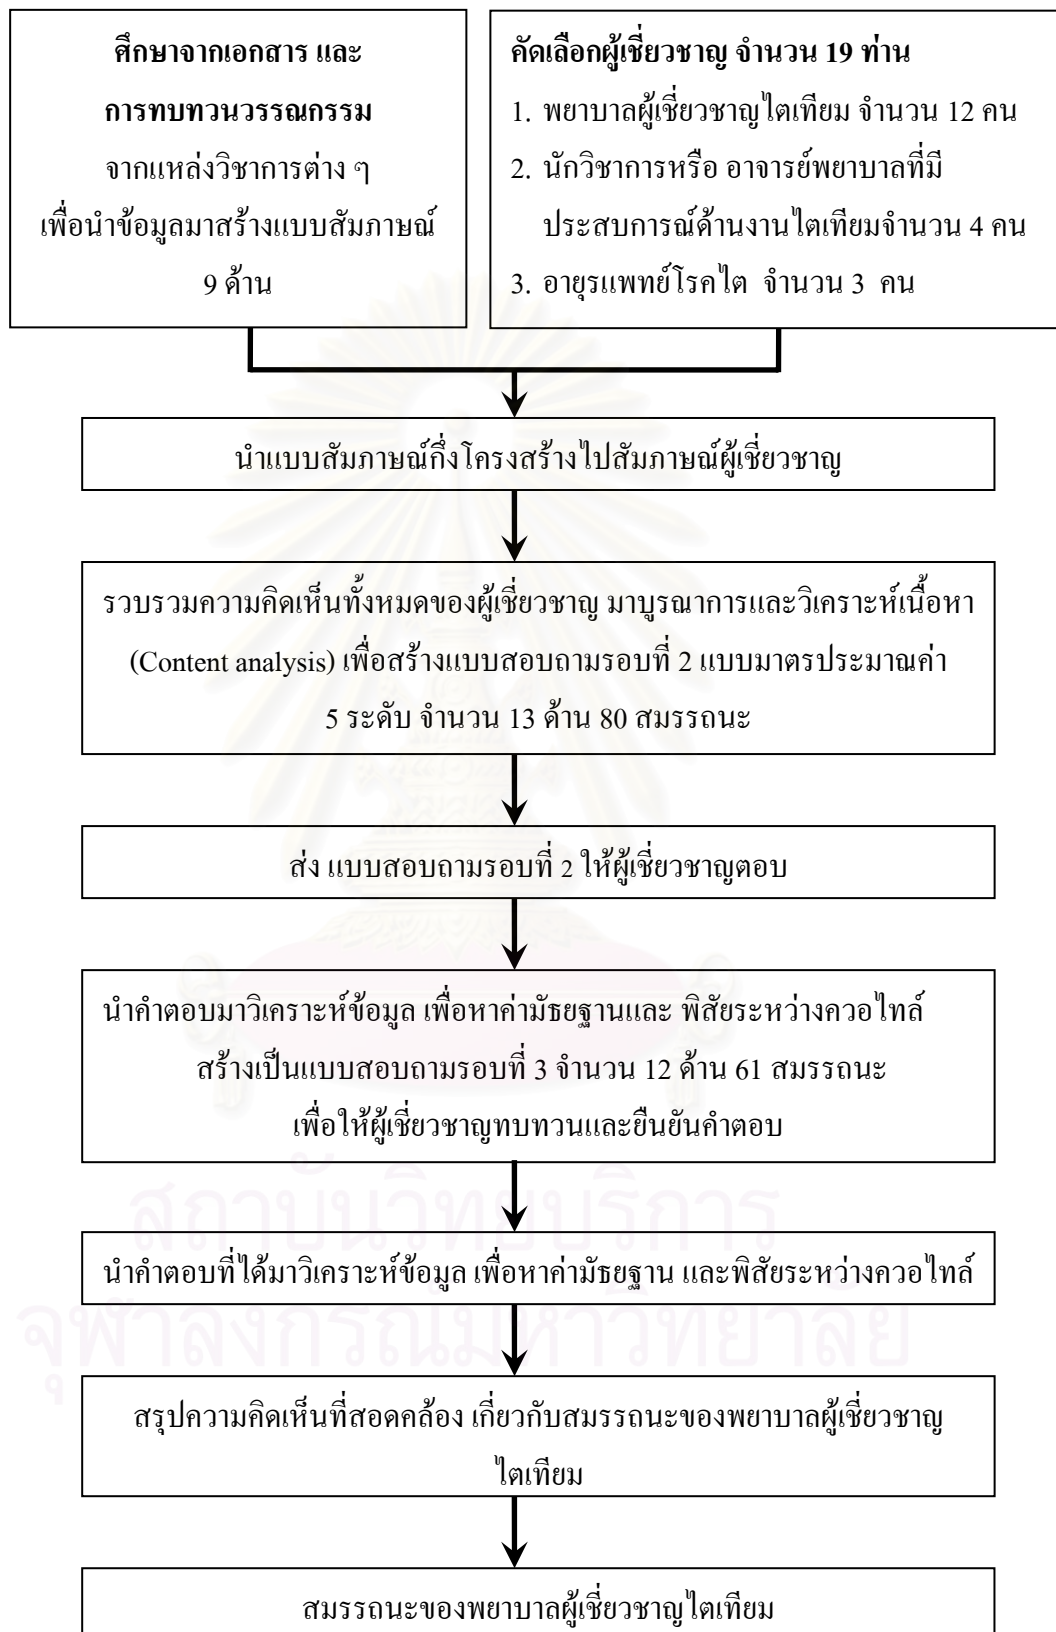 ศึกษาจากเอกสาร และ
การทบทวนวรรณกรรม
จากแหล่งวิชาการต่าง ๆ
เพื่อนำข้อมูลมาสร้างแบบสัมภาษณ์
9 ด้าน
คัดเลือกผู้เชี่ยวชาญ จำนวน 19 ท่าน
1. พยาบาลผู้เชี่ยวชาญไตเทียม จำนวน 12 คน
2. นักวิชาการหรือ อาจารย์พยาบาลที่มี
ประสบการณ์ด้านงานไตเทียมจำนวน 4 คน
3. อายุรแพทย์โรคไต จำนวน 3 คน
นำแบบสัมภาษณ์กึ่งโครงสร้างไปสัมภาษณ์ผู้เชี่ยวชาญ
รวบรวมความคิดเห็นทั้งหมดของผู้เชี่ยวชาญ มาบูรณาการและวิเคราะห์เนื้อหา
(Content analysis) เพื่อสร้างแบบสอบถามรอบที่ 2 แบบมาตรประมาณค่า
5 ระดับ จำนวน 13 ด้าน 80 สมรรถนะ
ส่ง แบบสอบถามรอบที่ 2 ให้ผู้เชี่ยวชาญตอบ
นำคำตอบมาวิเคราะห์ข้อมูล เพื่อหาค่ามัธยฐานและ พิสัยระหว่างควอไทล์
สร้างเป็นแบบสอบถามรอบที่ 3 จำนวน 12 ด้าน 61 สมรรถนะ
เพื่อให้ผู้เชี่ยวชาญทบทวนและยืนยันคำตอบ
สถาบันวิทยบริการ
นำคำตอบที่ได้มาวิเคราะห์ข้อมูล เพื่อหาค่ามัธยฐาน และพิสัยระหว่างควอไทล์
จุฬาลงกรณ์มหาวิทยาลัย
สรุปความคิดเห็นที่สอดคล้อง เกี่ยวกับสมรรถนะของพยาบาลผู้เชี่ยวชาญ
ไตเทียม
สมรรถนะของพยาบาลผู้เชี่ยวชาญไตเทียม